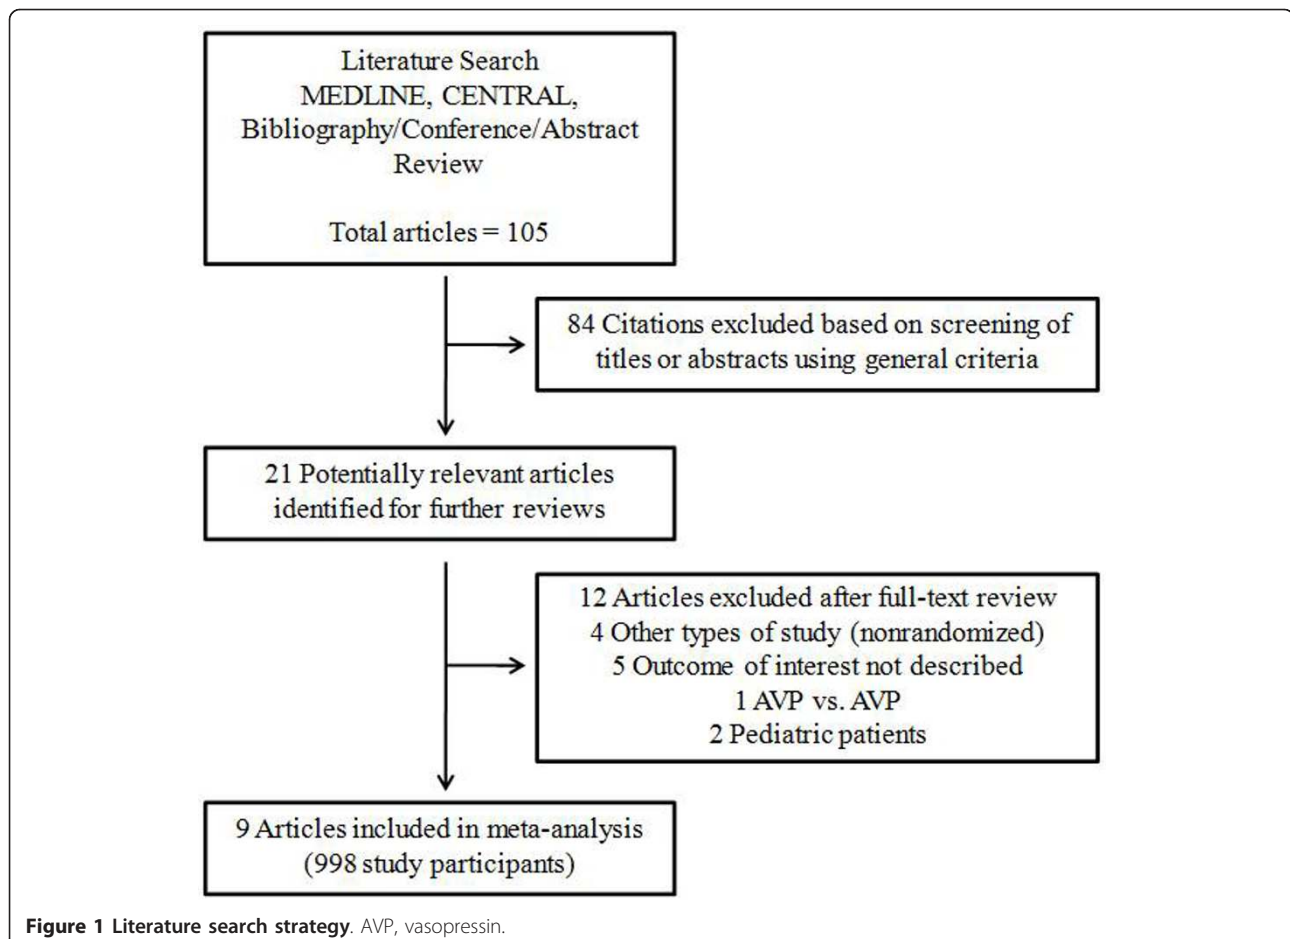 Literature Search
MEDLINE, CENTRAL,
Bibliography/Conference/Abstract
Review
Total articles = 105
84 Citations excluded based on screening of
titles or abstracts using general criteria
21 Potentially relevant articles
identified for further reviews
12 Articles excluded after full-text review
4 Other types of study (nonrandomized)
5 Outcome of interest not described
1 AVP vs. AVP
2 Pediatric patients
9 Articles included in meta-analysis
(998 study participants)
Figure 1 Literature search strategy. AVP, vasopressin.